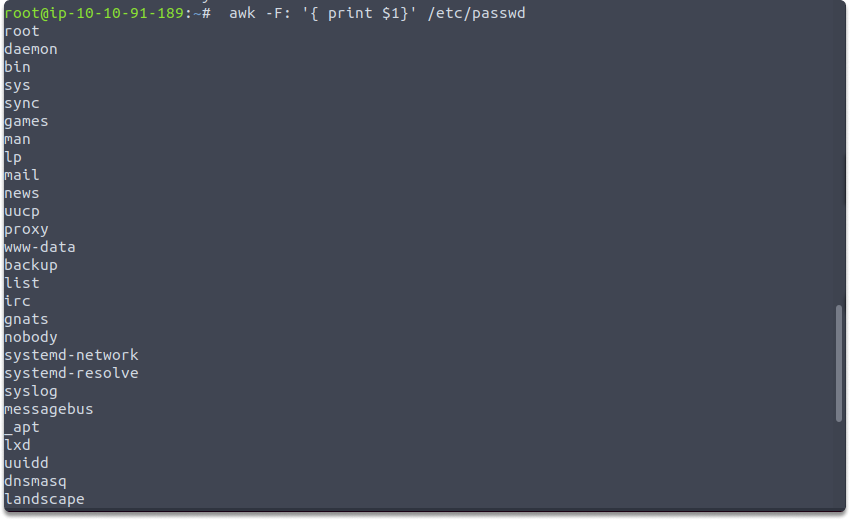 root@ip-10-10-91-189:~#  awk -F: '{ print $1}' /etc/passwd
root
daemon
bin
sys
sync
games
man
lp
mail
news
uucp
proxy
www-data
backup
list
irc
gnats
nobody
systemd-network
systemd-resolve
syslog
messagebus
_apt
lxd
uuidd
dnsmasq
landscape